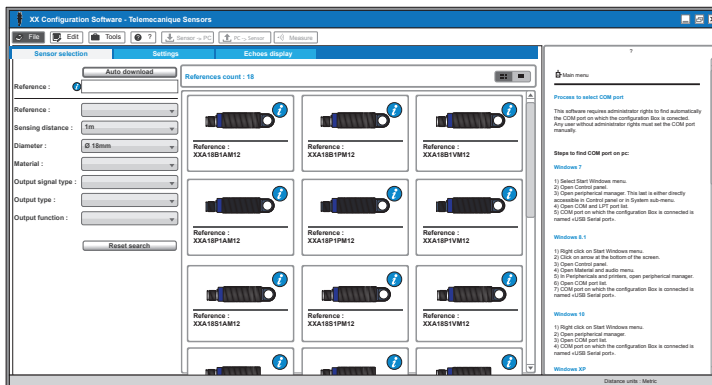 XX Configuration Software - Telemecanique Sensors
File Edit Tools ? Sensor -> PC PC -> Sensor Measure
Sensor selection Settings Echoes display
?
Auto download
Reference :
References count : 18
Reference :
Sensing distance : 1m
Diameter : Ø 18mm
Material :
Output signal type :
Output type :
Output function :
Reset search
Reference :
XXA18B1AM12
Reference :
XXA18B1PM12
Reference :
XXA18B1VM12
Reference :
XXA18P1AM12
Reference :
XXA18P1PM12
Reference :
XXA18P1VM12
Reference :
XXA18S1AM12
Reference :
XXA18S1PM12
Reference :
XXA18S1VM12
Main menu
Process to select COM port
This software requires administrator rights to find automatically
the COM port on which the configuration Box is conected.
Any user without administrator rights must set the COM port
manually.
Steps to find COM port on pc:
Windows 7
1) Select Start Windows menu.
2) Open Control panel.
3) Open peripherical manager. This last is either directly
accessible in Control panel or in System sub-menu.
4) Open COM and LPT port list.
5) COM port on which the configuration Box is connected is
named «USB Serial port».
Windows 8.1
1) Right click on Start Windows menu.
2) Click on arrow at the bottom of the screen.
3) Open Control panel.
4) Open Material and audio menu.
5) In Periphericals and printers, open peripherical manager.
6) Open COM port list.
7) COM port on which the configuration Box is connected is
named «USB Serial port».
Windows 10
1) Right click on Start Windows menu.
2) Open peripherical manager.
3) Open COM port list.
4) COM port on which the configuration Box is connected is
named «USB Serial port».
Windows XP
Distance units : Metric